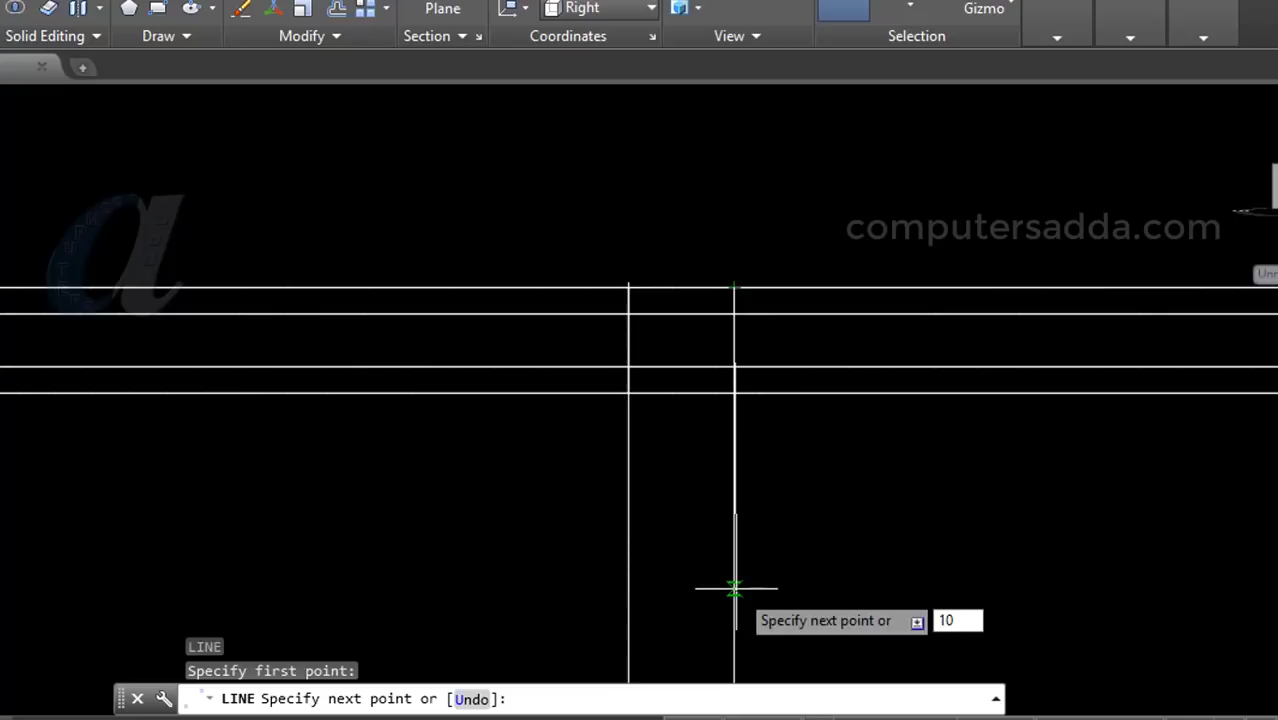 Plane
Right
Gizmo
Solid Editing
Draw
Modify
Section
Coordinates
View
Selection
computersadda.com
Unn
Specify next point or
10
LINE
Specify first point:
LINE Specify next point or [Undo]: